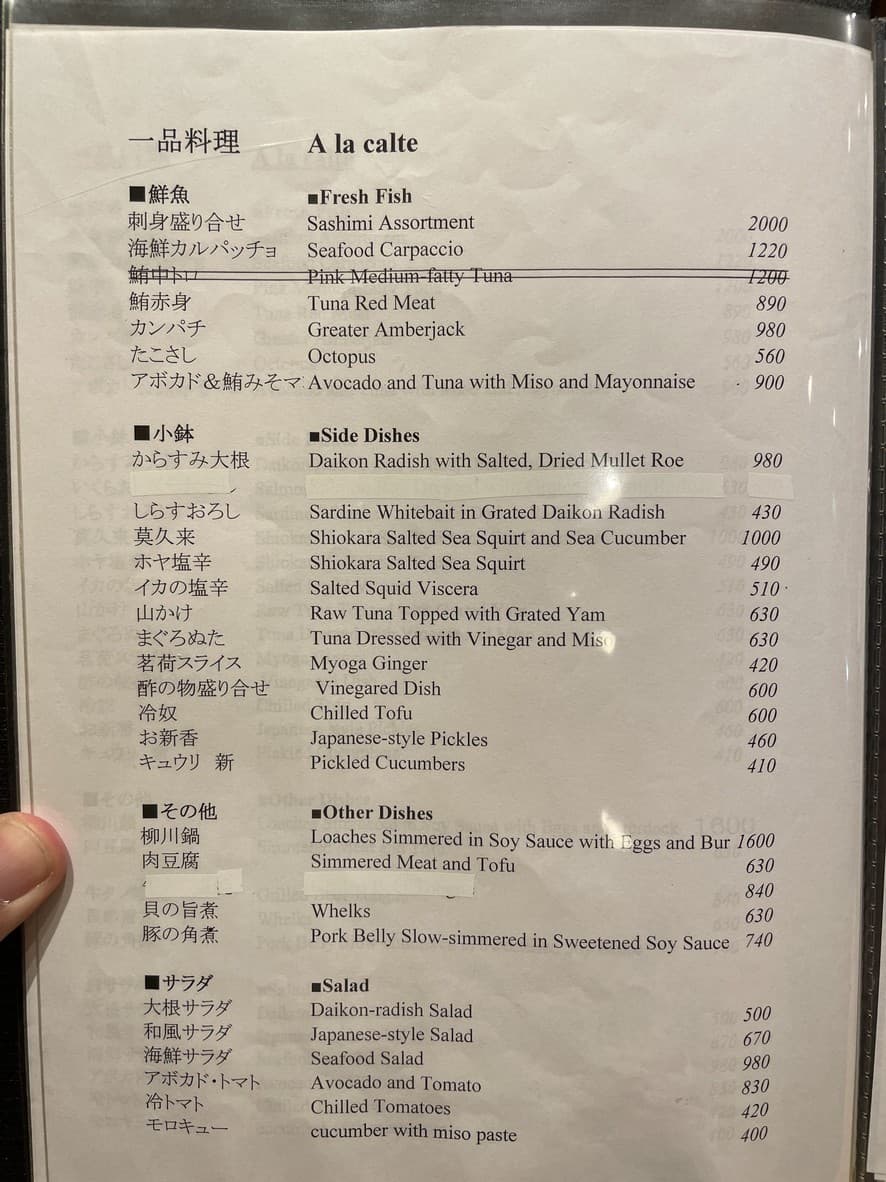 一品料理 A la calte
■鮮魚 ■Fresh Fish
刺身盛り合せ Sashimi Assortment 2000
海鮮カルパッチョ Seafood Carpaccio 1220
鮪中トロ Pink Medium-fatty Tuna 1200
鮪赤身 Tuna Red Meat 890
カンパチ Greater Amberjack 980
たこさし Octopus 560
アボカド＆鮪みそマ Avocado and Tuna with Miso and Mayonnaise 900
■小鉢 ■Side Dishes
からすみ大根 Daikon Radish with Salted, Dried Mullet Roe 980
しらすおろし Sardine Whitebait in Grated Daikon Radish 430
莫久来 Shiokara Salted Sea Squirt and Sea Cucumber 1000
ホヤ塩辛 Shiokara Salted Sea Squirt 490
イカの塩辛 Salted Squid Viscera 510
山かけ Raw Tuna Topped with Grated Yam 630
まぐろぬた Tuna Dressed with Vinegar and Miso 630
茗荷スライス Myoga Ginger 420
酢の物盛り合せ Vinegared Dish 600
冷奴 Chilled Tofu 600
お新香 Japanese-style Pickles 460
キュウリ 新 Pickled Cucumbers 410
■その他 ■Other Dishes
柳川鍋 Loaches Simmered in Soy Sauce with Eggs and Bur 1600
肉豆腐 Simmered Meat and Tofu 630
840
貝の旨煮 Whelks 630
豚の角煮 Pork Belly Slow-simmered in Sweetened Soy Sauce 740
■サラダ ■Salad
大根サラダ Daikon-radish Salad 500
和風サラダ Japanese-style Salad 670
海鮮サラダ Seafood Salad 980
アボカド・トマト Avocado and Tomato 830
冷トマト Chilled Tomatoes 420
モロキュー cucumber with miso paste 400